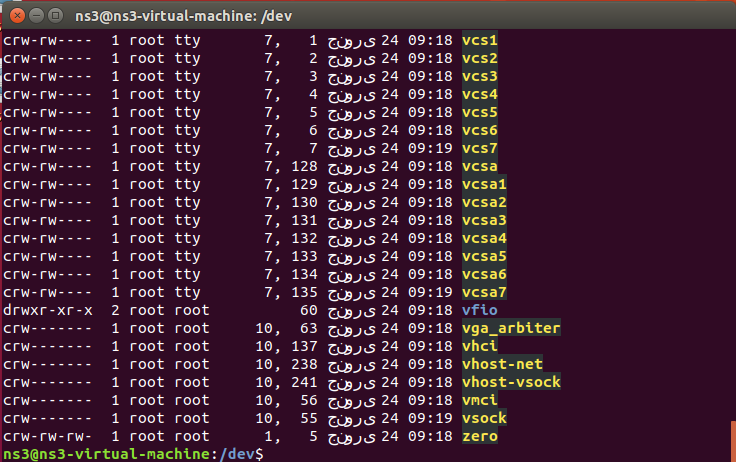 ns3@ns3-virtual-machine: /dev
crw-rw---- 1 root tty 7, 1 جنوری 24 09:18 vcs1
crw-rw---- 1 root tty 7, 2 جنوری 24 09:18 vcs2
crw-rw---- 1 root tty 7, 3 جنوری 24 09:18 vcs3
crw-rw---- 1 root tty 7, 4 جنوری 24 09:18 vcs4
crw-rw---- 1 root tty 7, 5 جنوری 24 09:18 vcs5
crw-rw---- 1 root tty 7, 6 جنوری 24 09:18 vcs6
crw-rw---- 1 root tty 7, 7 جنوری 24 09:19 vcs7
crw-rw---- 1 root tty 7, 128 جنوری 24 09:18 vcsa
crw-rw---- 1 root tty 7, 129 جنوری 24 09:18 vcsa1
crw-rw---- 1 root tty 7, 130 جنوری 24 09:18 vcsa2
crw-rw---- 1 root tty 7, 131 جنوری 24 09:18 vcsa3
crw-rw---- 1 root tty 7, 132 جنوری 24 09:18 vcsa4
crw-rw---- 1 root tty 7, 133 جنوری 24 09:18 vcsa5
crw-rw---- 1 root tty 7, 134 جنوری 24 09:18 vcsa6
crw-rw---- 1 root tty 7, 135 جنوری 24 09:19 vcsa7
drwxr-xr-x 2 root root 60 جنوری 24 09:18 vfio
crw------- 1 root root 10, 63 جنوری 24 09:18 vga_arbiter
crw------- 1 root root 10, 137 جنوری 24 09:18 vhci
crw------- 1 root root 10, 238 جنوری 24 09:18 vhost-net
crw------- 1 root root 10, 241 جنوری 24 09:18 vhost-vsock
crw------- 1 root root 10, 56 جنوری 24 09:18 vmci
crw------- 1 root root 10, 55 جنوری 24 09:19 vsock
crw-rw-rw- 1 root root 1, 5 جنوری 24 09:18 zero
ns3@ns3-virtual-machine:/dev$